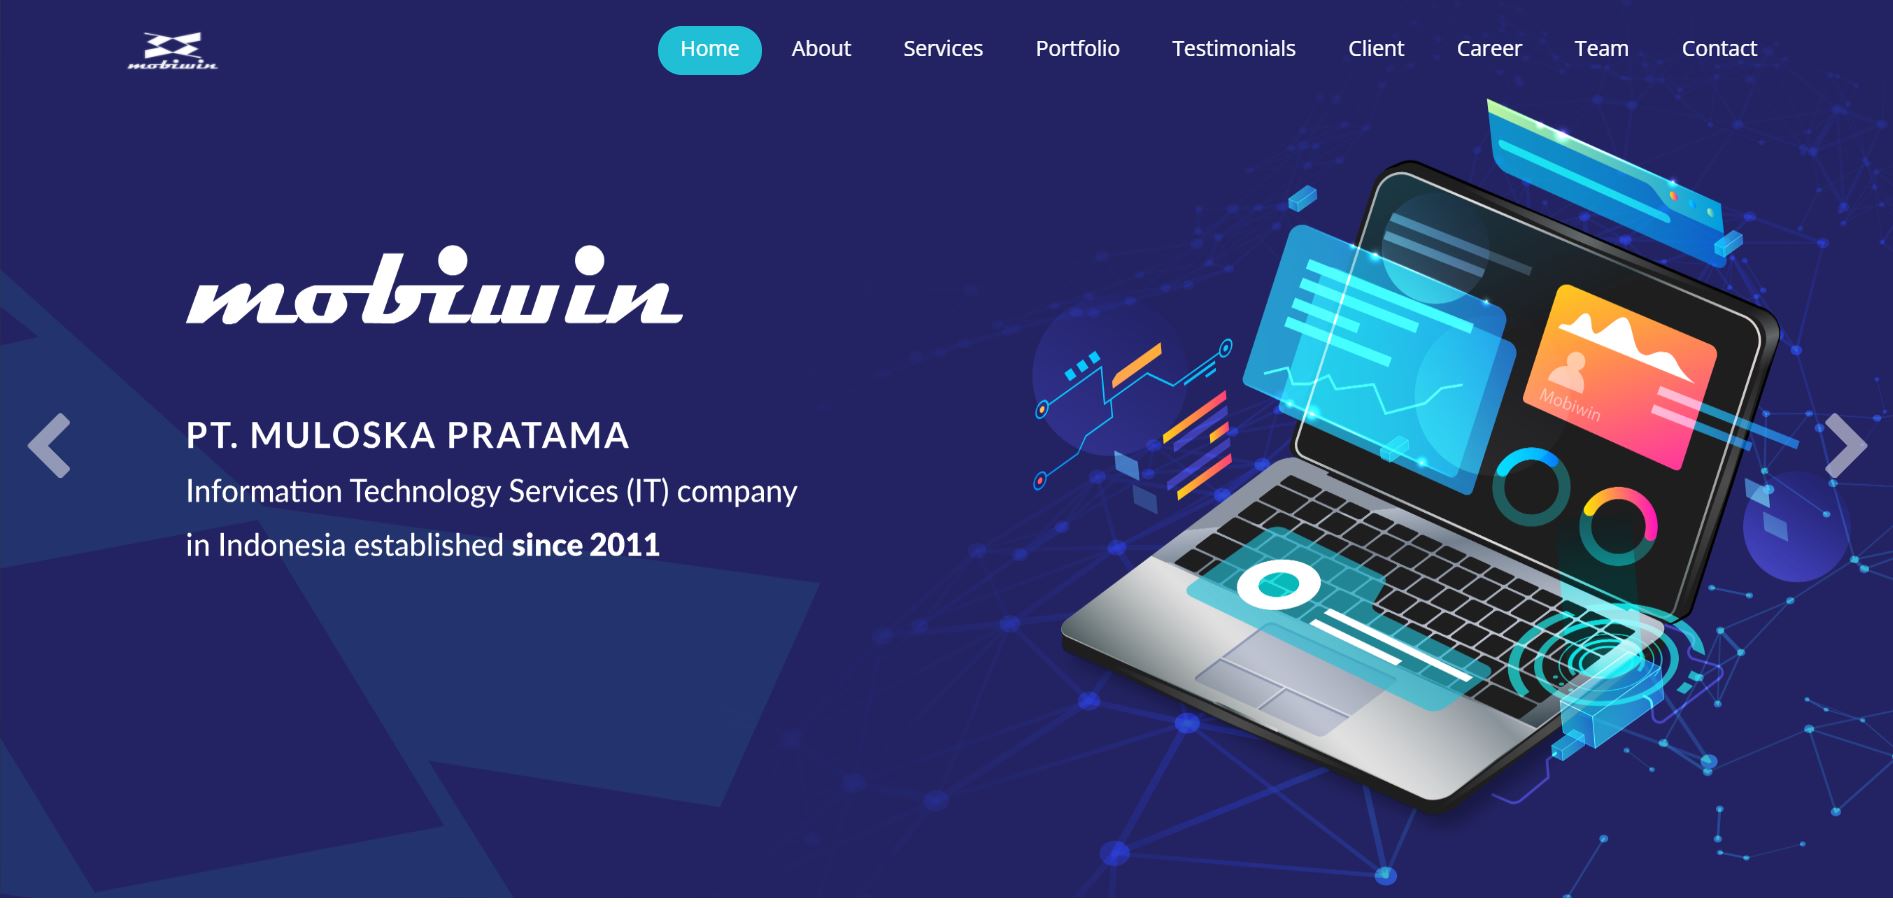 mobiwin
Home About Services Portfolio Testimonials Client Career Team Contact
mobiwin
PT. MULOSKA PRATAMA
Information Technology Services (IT) company
in Indonesia established since 2011
Mobiwin